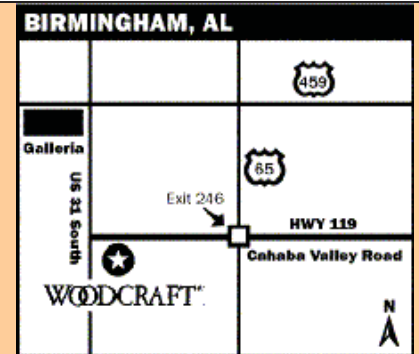 BIRMINGHAM, AL
459
Galleria
65
US 31 South
Exit 246
HWY 119
Cahaba Valley Road
WOODCRAFT
N